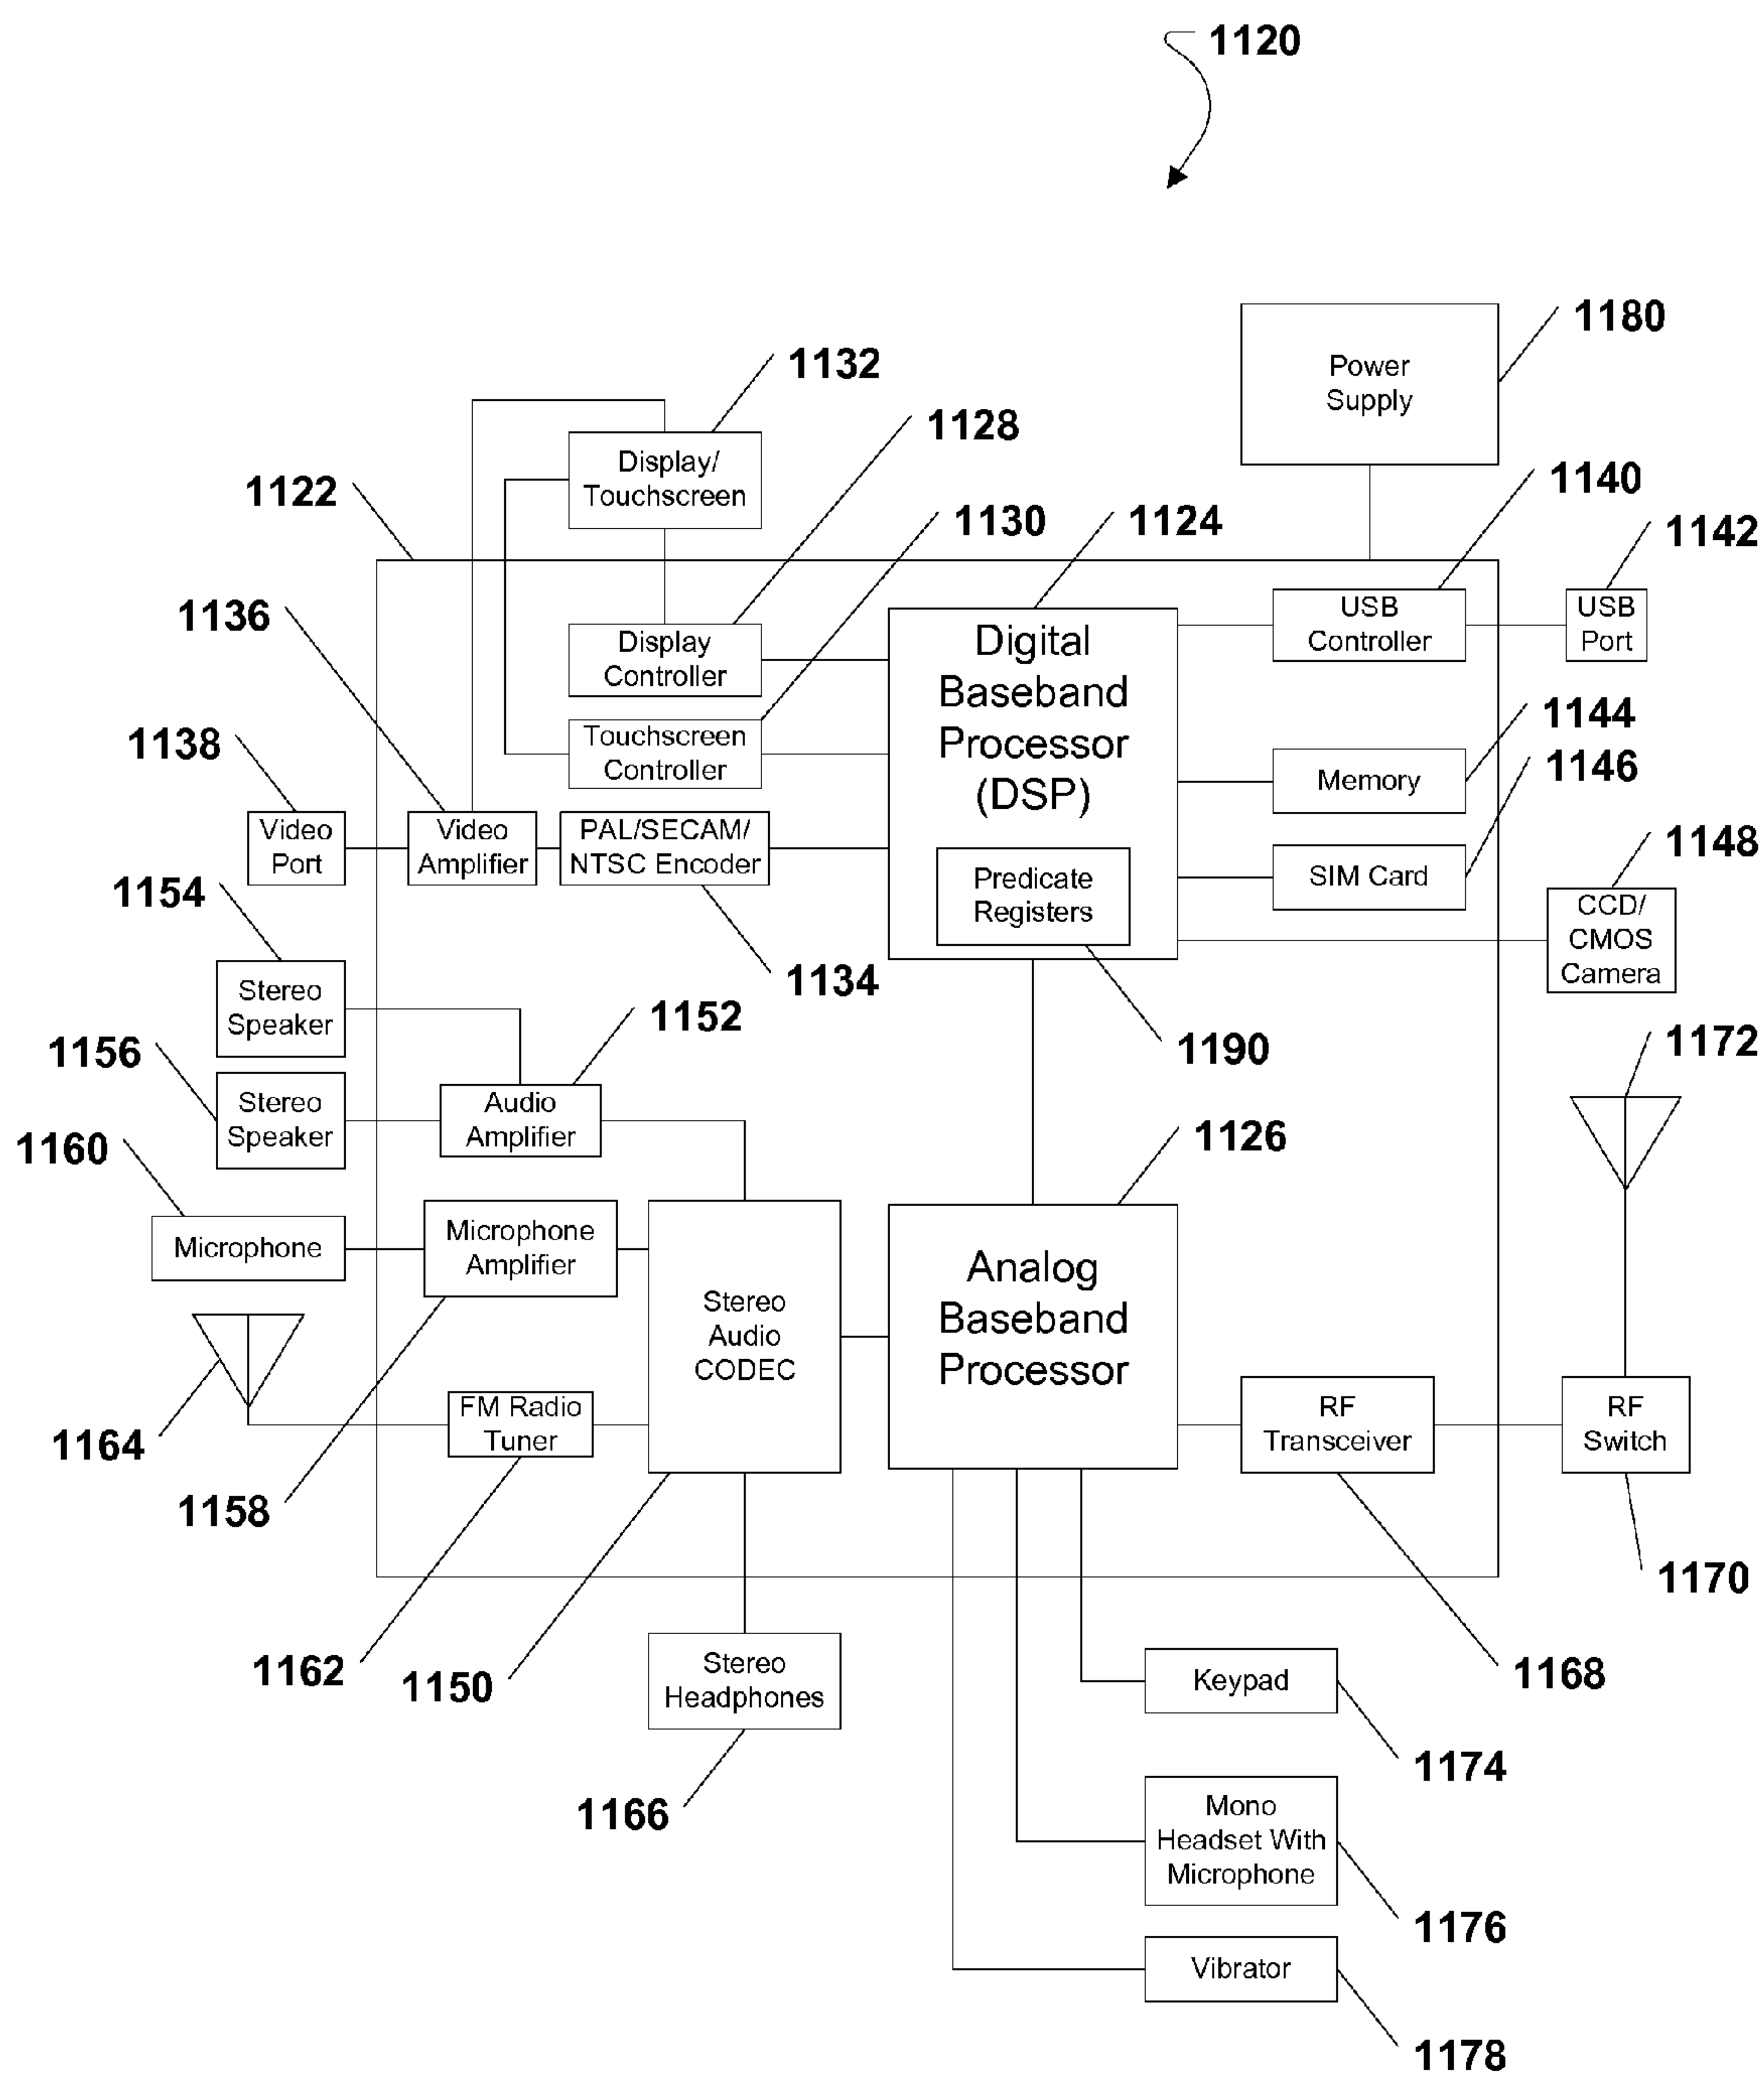 1120
1180
Power
Supply
1132
1128
Display/
Touchscreen
1122
1130
1124
1140
1142
1136
USB
Controller
USB
Port
Display
Controller
Digital
Baseband
Processor
(DSP)
1138
Touchscreen
Controller
1144
Memory
1146
Video
Port
Video
Amplifier
PAL/SECAM/
NTSC Encoder
SIM Card
1148
Predicate
Registers
CCD/
CMOS
Camera
1154
1134
Stereo
Speaker
1152
1190
1172
1156
Stereo
Speaker
Audio
Amplifier
1126
1160
Microphone
Microphone
Amplifier
Stereo
Audio
CODEC
Analog
Baseband
Processor
1164
FM Radio
Tuner
RF
Transceiver
RF
Switch
1158
1170
1162
1150
Stereo
Headphones
Keypad
1168
1166
1174
Mono
Headset With
Microphone
1176
Vibrator
1178